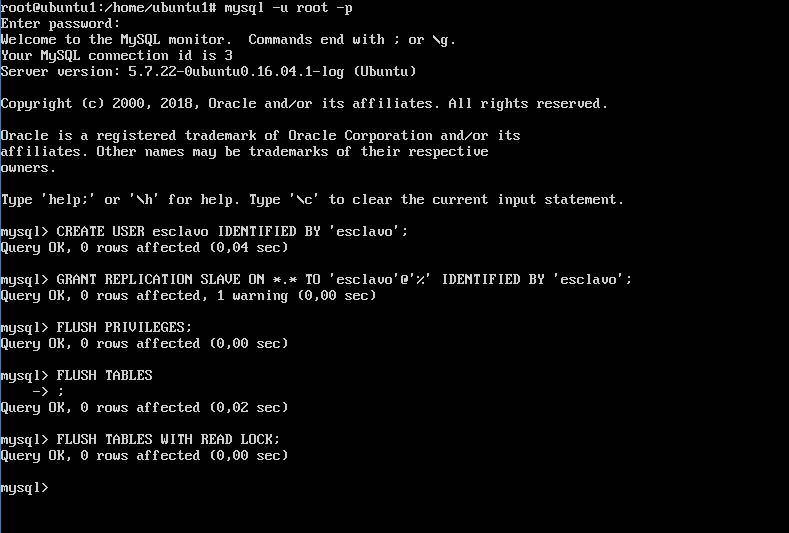 root@ubuntu1:/home/ubuntu1# mysql -u root -p
Enter password:
Welcome to the MySQL monitor.  Commands end with ; or \g.
Your MySQL connection id is 3
Server version: 5.7.22-0ubuntu0.16.04.1-log (Ubuntu)
Copyright (c) 2000, 2018, Oracle and/or its affiliates. All rights reserved.
Oracle is a registered trademark of Oracle Corporation and/or its
affiliates. Other names may be trademarks of their respective
owners.
Type 'help;' or '\h' for help. Type '\c' to clear the current input statement.
mysql> CREATE USER esclavo IDENTIFIED BY 'esclavo';
Query OK, 0 rows affected (0,04 sec)
mysql> GRANT REPLICATION SLAVE ON *.* TO 'esclavo'@'%' IDENTIFIED BY 'esclavo';
Query OK, 0 rows affected, 1 warning (0,00 sec)
mysql> FLUSH PRIVILEGES;
Query OK, 0 rows affected (0,00 sec)
mysql> FLUSH TABLES
    -> ;
Query OK, 0 rows affected (0,02 sec)
mysql> FLUSH TABLES WITH READ LOCK;
Query OK, 0 rows affected (0,00 sec)
mysql>